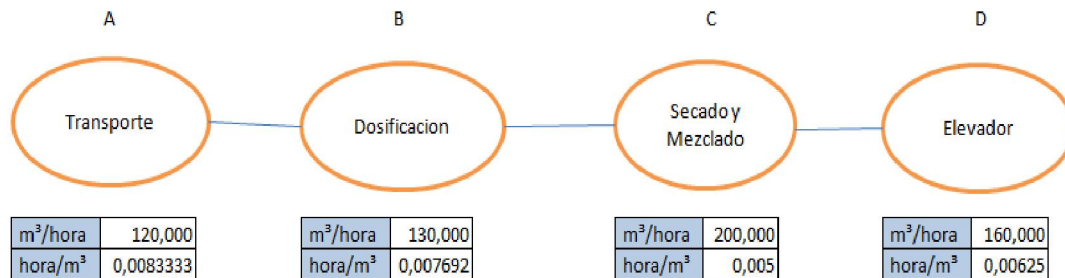 A B C D
Transporte Dosificacion Secado y Mezclado Elevador
m³/hora 120,000 m³/hora 130,000 m³/hora 200,000 m³/hora 160,000
hora/m³ 0,0083333 hora/m³ 0,007692 hora/m³ 0,005 hora/m³ 0,00625